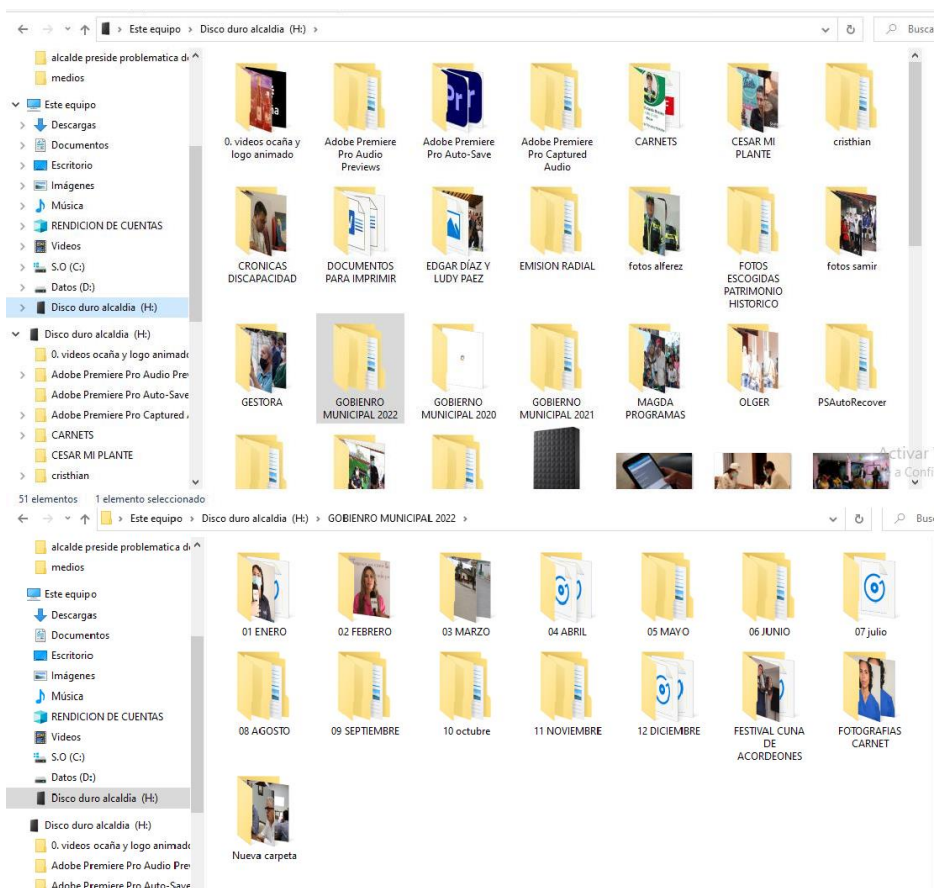 Este equipo > Disco duro alcaldia (H:) >
Busca
alcalde preside problematica d
medios
Este equipo
Descargas
Documentos
Escritorio
Imágenes
Música
RENDICION DE CUENTAS
Videos
S.O (C:)
Datos (D:)
Disco duro alcaldia (H:)
Disco duro alcaldia (H:)
0. videos ocaña y logo animado
Adobe Premiere Pro Audio Pre
Adobe Premiere Pro Auto-Save
Adobe Premiere Pro Captured
CARNETS
CESAR MI PLANTE
cristhian
0. videos ocaña y
logo animado
Adobe Premiere
Pro Audio
Previews
Adobe Premiere
Pro Auto-Save
Adobe Premiere
Pro Captured
Audio
CARNETS
CESAR MI
PLANTE
cristhian
CRONICAS
DISCAPACIDAD
DOCUMENTOS
PARA IMPRIMIR
EDGAR DÍAZ Y
LUDY PAEZ
EMISION RADIAL
fotos alferez
FOTOS
ESCOGIDAS
PATRIMONIO
HISTORICO
fotos samir
GESTORA
GOBIENRO
MUNICIPAL 2022
GOBIERNO
MUNICIPAL 2020
GOBIERNO
MUNICIPAL 2021
MAGDA
PROGRAMAS
OLGER
PSAutoRecover
Pr
Activar
a Confi
51 elementos 1 elemento seleccionado
Este equipo > Disco duro alcaldia (H:) > GOBIENRO MUNICIPAL 2022 >
Bus
alcalde preside problematica d
medios
Este equipo
Descargas
Documentos
Escritorio
Imágenes
Música
RENDICION DE CUENTAS
Videos
S.O (C:)
Datos (D:)
Disco duro alcaldia (H:)
Disco duro alcaldia (H:)
0. videos ocaña y logo animado
Adobe Premiere Pro Audio Pre
Adobe Premiere Pro Auto-Save
01 ENERO
02 FEBRERO
03 MARZO
04 ABRIL
05 MAYO
06 JUNIO
07 julio
08 AGOSTO
09 SEPTIEMBRE
10 octubre
11 NOVIEMBRE
12 DICIEMBRE
FESTIVAL CUNA
DE
ACORDEONES
FOTOGRAFIAS
CARNET
Nueva carpeta